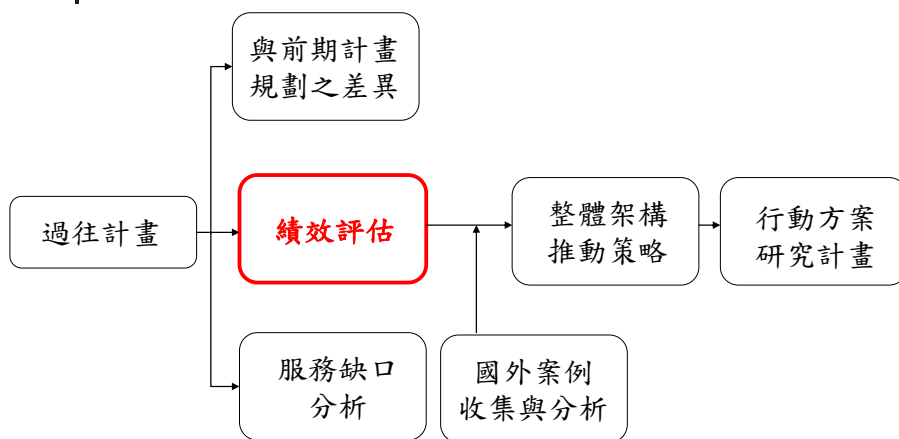 與前期計畫
規劃之差異
過往計畫
績效評估
整體架構
推動策略
行動方案
研究計畫
服務缺口
分析
國外案例
收集與分析